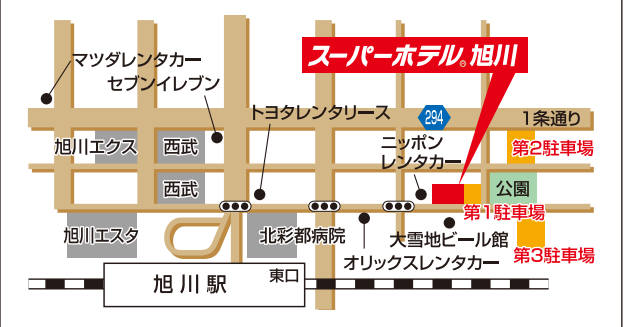 マツダレンタカー
セブンイレブン
スーパーホテル® 旭川
トヨタレンタリース
294
1条通り
旭川エクス
西武
ニッポン
レンタカー
第2駐車場
西武
公園
第1駐車場
旭川エスタ
北彩都病院
大雪地ビール館
第3駐車場
オリックスレンタカー
旭川駅
東口